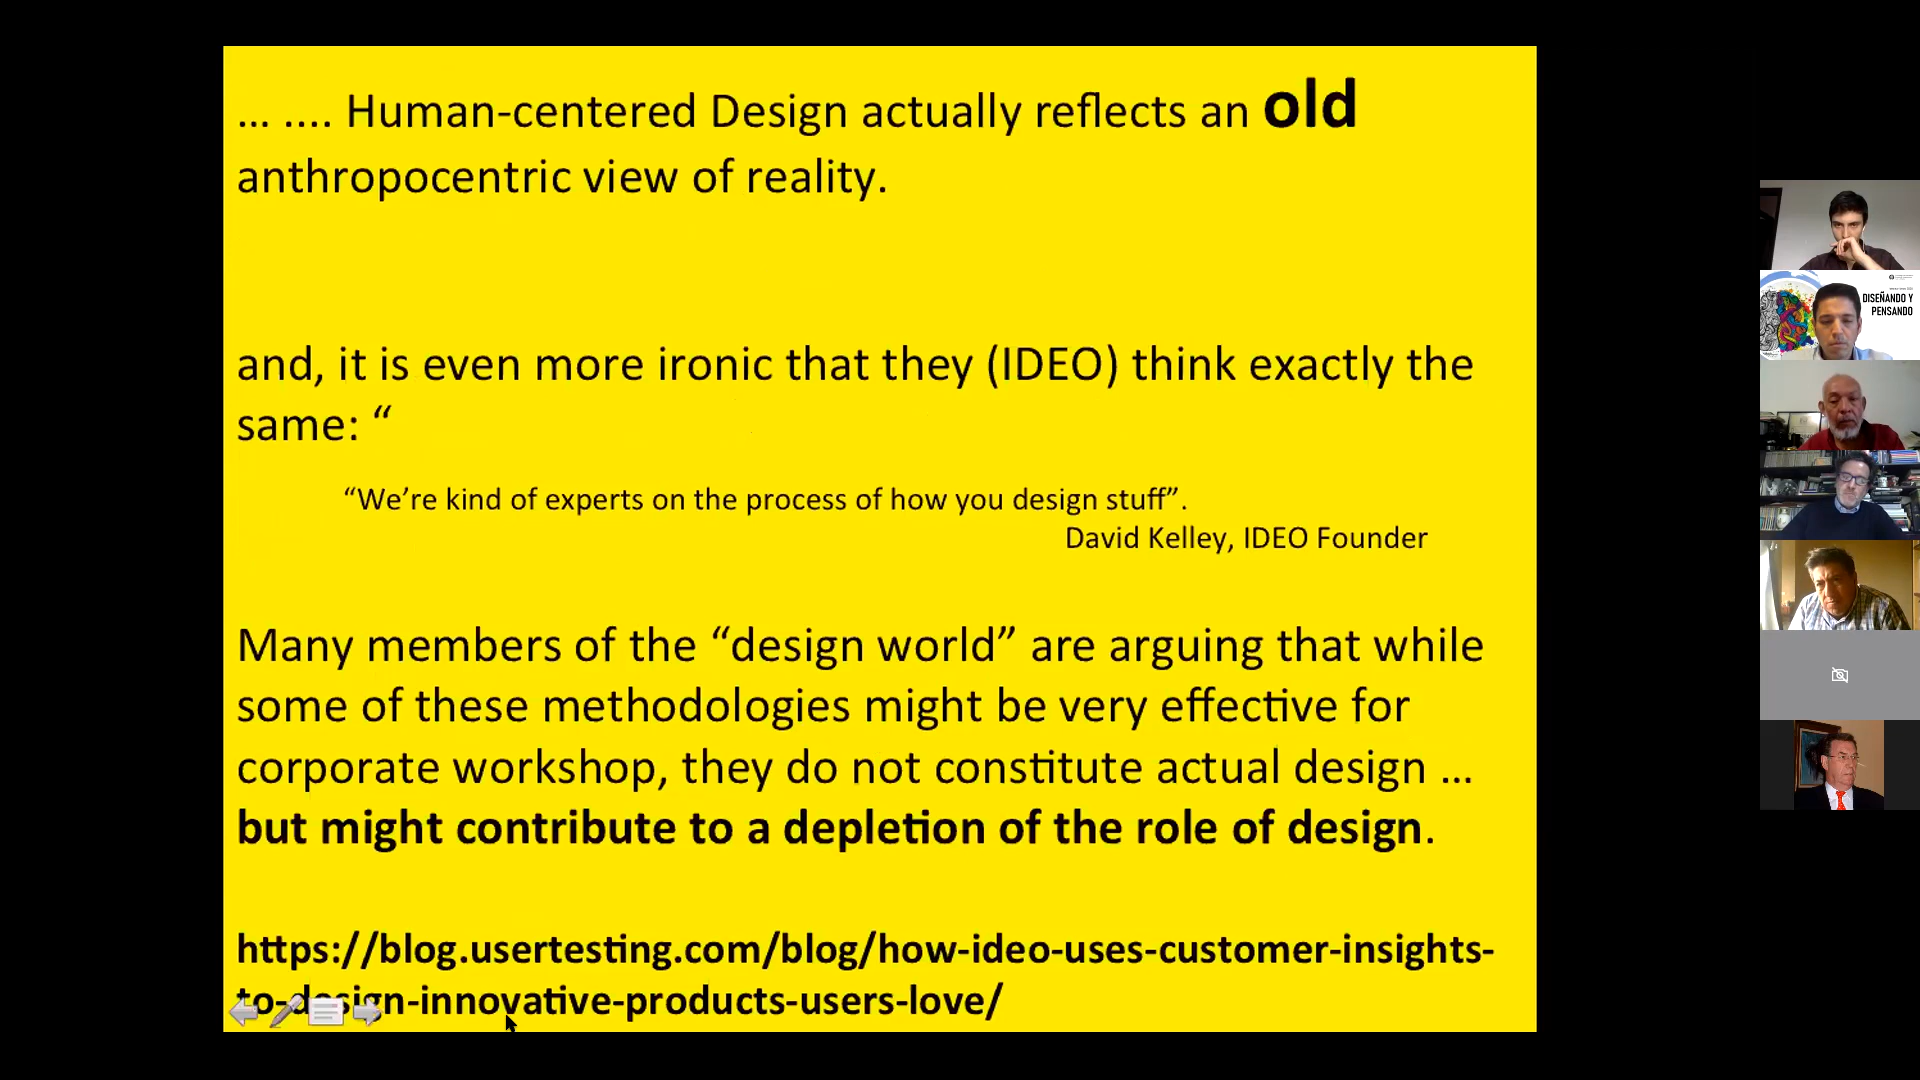 ... .... Human-centered Design actually reflects an old
anthropocentric view of reality.
and, it is even more ironic that they (IDEO) think exactly the
same: “
“We’re kind of experts on the process of how you design stuff”.
David Kelley, IDEO Founder
Many members of the “design world” are arguing that while
some of these methodologies might be very effective for
corporate workshop, they do not constitute actual design ...
but might contribute to a depletion of the role of design.
https://blog.usertesting.com/blog/how-ideo-uses-customer-insights-
to-design-innovative-products-users-love/
DISEÑANDO Y
PENSANDO